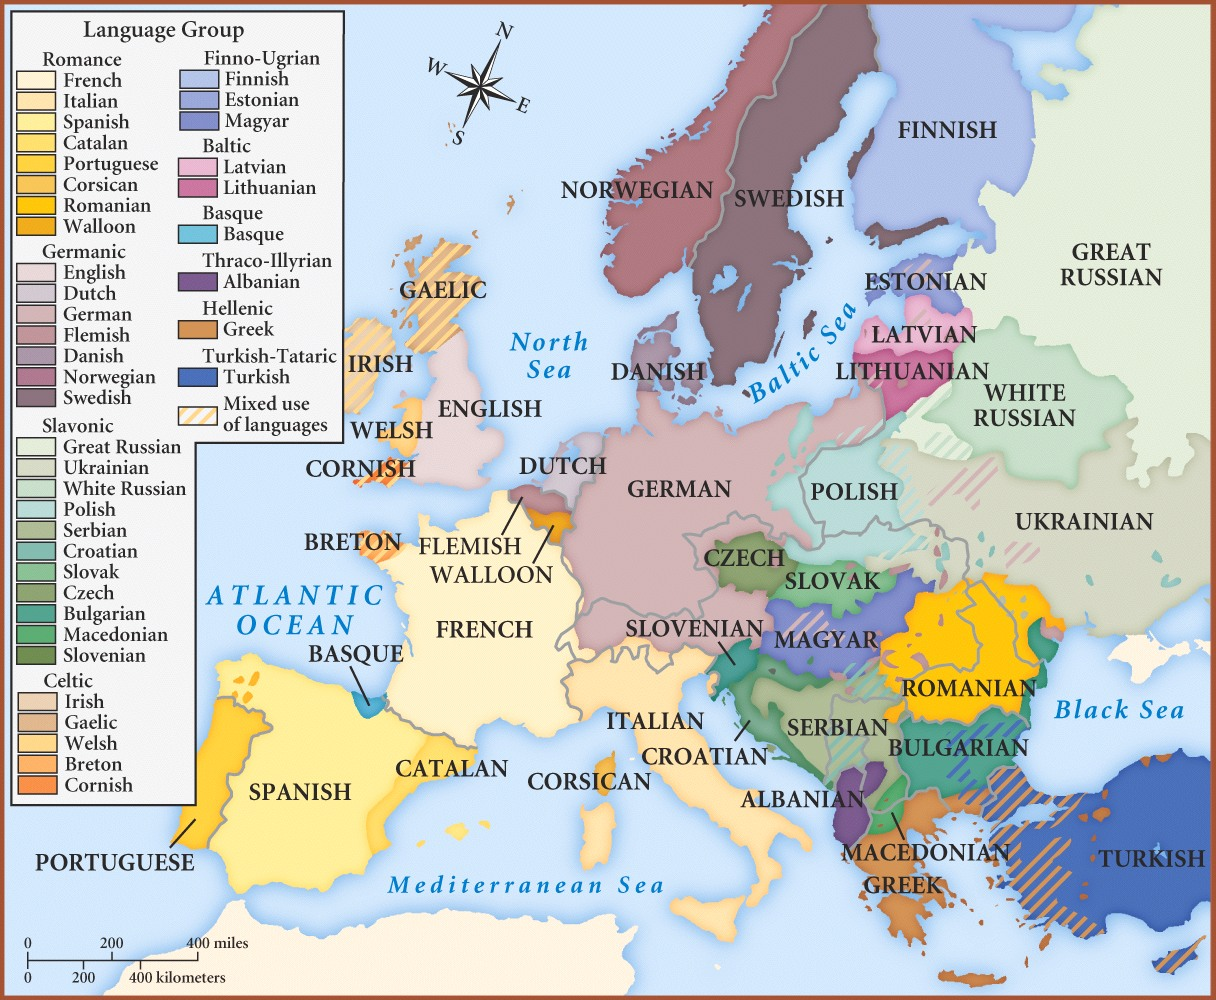 Language Group
Romance
French
Italian
Spanish
Catalan
Portuguese
Corsican
Romanian
Walloon
Germanic
English
Dutch
German
Flemish
Danish
Norwegian
Swedish
Slavonic
Great Russian
Ukrainian
White Russian
Polish
Serbian
Croatian
Slovak
Czech
Bulgarian
Macedonian
Slovenian
Celtic
Irish
Gaelic
Welsh
Breton
Cornish
Finno-Ugrian
Finnish
Estonian
Magyar
Baltic
Latvian
Lithuanian
Basque
Basque
Thraco-Illyrian
Albanian
Hellenic
Greek
Turkish-Tataric
Turkish
Mixed use
of languages
N
W
E
S
FINNISH
NORWEGIAN
SWEDISH
GREAT
RUSSIAN
ESTONIAN
GAELIC
North
Sea
Baltic Sea
LATVIAN
IRISH
DANISH
LITHUANIAN
WHITE
RUSSIAN
ENGLISH
WELSH
CORNISH
DUTCH
GERMAN
POLISH
UKRAINIAN
BRETON
FLEMISH
WALLOON
CZECH
SLOVAK
ATLANTIC
OCEAN
FRENCH
SLOVENIAN
MAGYAR
BASQUE
ROMANIAN
Black Sea
ITALIAN
SERBIAN
CROATIAN
BULGARIAN
CATALAN
CORSICAN
SPANISH
ALBANIAN
PORTUGUESE
MACEDONIAN
TURKISH
GREEK
Mediterranean Sea
0 200 400 miles
0 200 400 kilometers